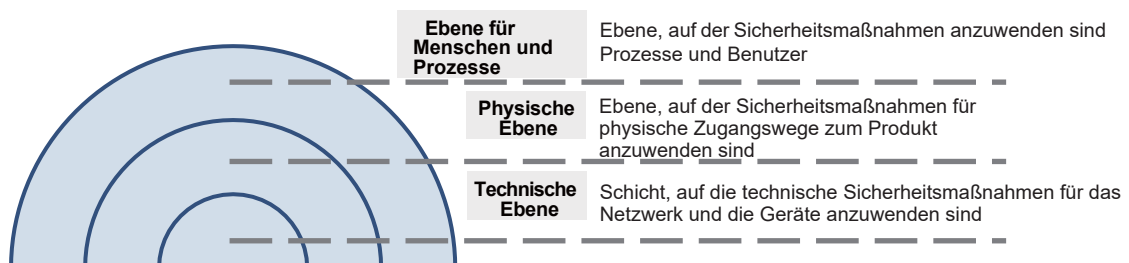 Ebene für
Menschen und
Prozesse
Ebene, auf der Sicherheitsmaßnahmen anzuwenden sind
Prozesse und Benutzer
Physische
Ebene
Ebene, auf der Sicherheitsmaßnahmen für
physische Zugangswege zum Produkt
anzuwenden sind
Technische
Ebene
Schicht, auf die technische Sicherheitsmaßnahmen für das
Netzwerk und die Geräte anzuwenden sind